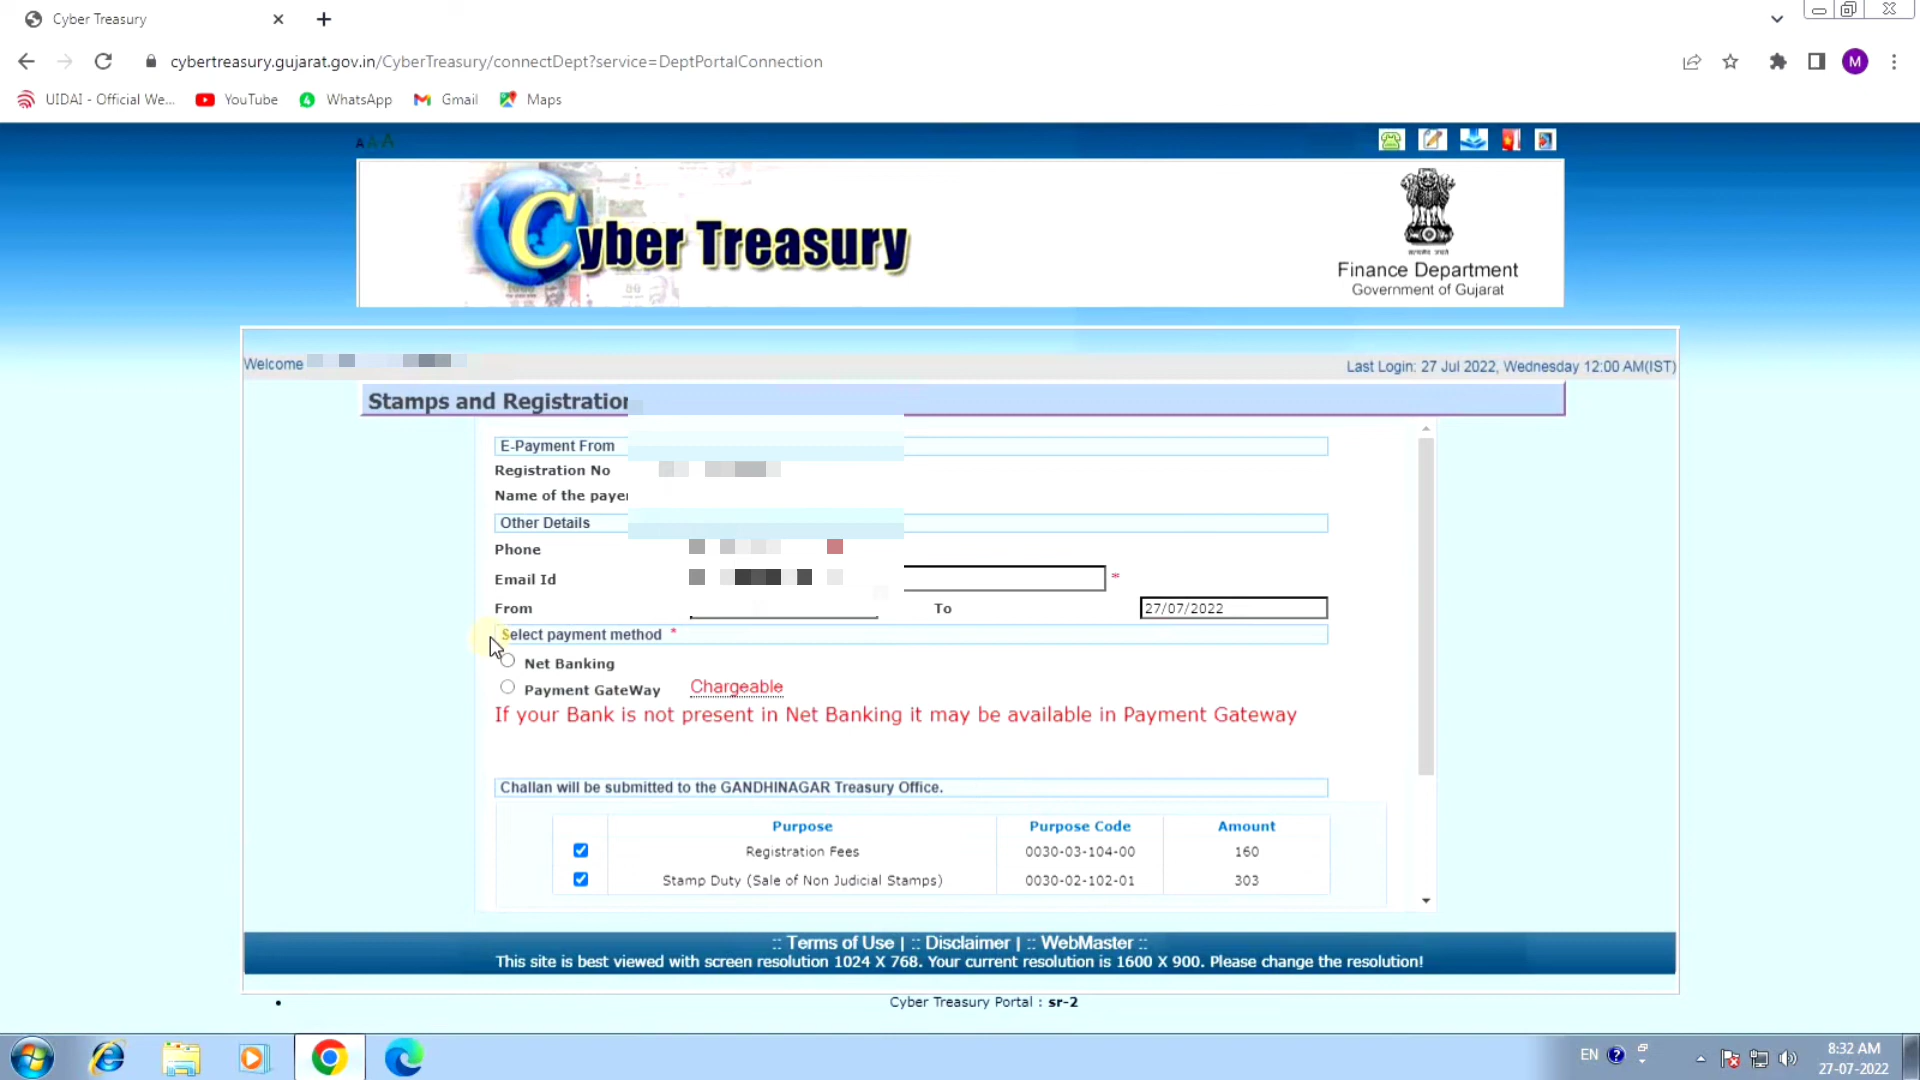 Cyber Treasury
cybertreasury.gujarat.gov.in/CyberTreasury/connectDept?service=DeptPortalConnection
M
UIDAI - Official We...
YouTube
WhatsApp
Gmail
Maps
A A A
Cyber Treasury
Finance Department
Government of Gujarat
Welcome
Last Login: 27 Jul 2022, Wednesday 12:00 AM(IST)
Stamps and Registration
E-Payment From
Registration No
Name of the payer
Other Details
Phone
Email Id *
From To 27/07/2022
Select payment method *
Net Banking
Payment GateWay Chargeable
If your Bank is not present in Net Banking it may be available in Payment Gateway
Challan will be submitted to the GANDHINAGAR Treasury Office.
Purpose Purpose Code Amount
Registration Fees 0030-03-104-00 160
Stamp Duty (Sale of Non Judicial Stamps) 0030-02-102-01 303
:: Terms of Use | :: Disclaimer | :: WebMaster ::
This site is best viewed with screen resolution 1024 X 768. Your current resolution is 1600 X 900. Please change the resolution!
Cyber Treasury Portal : sr-2
EN
8:32 AM
27-07-2022